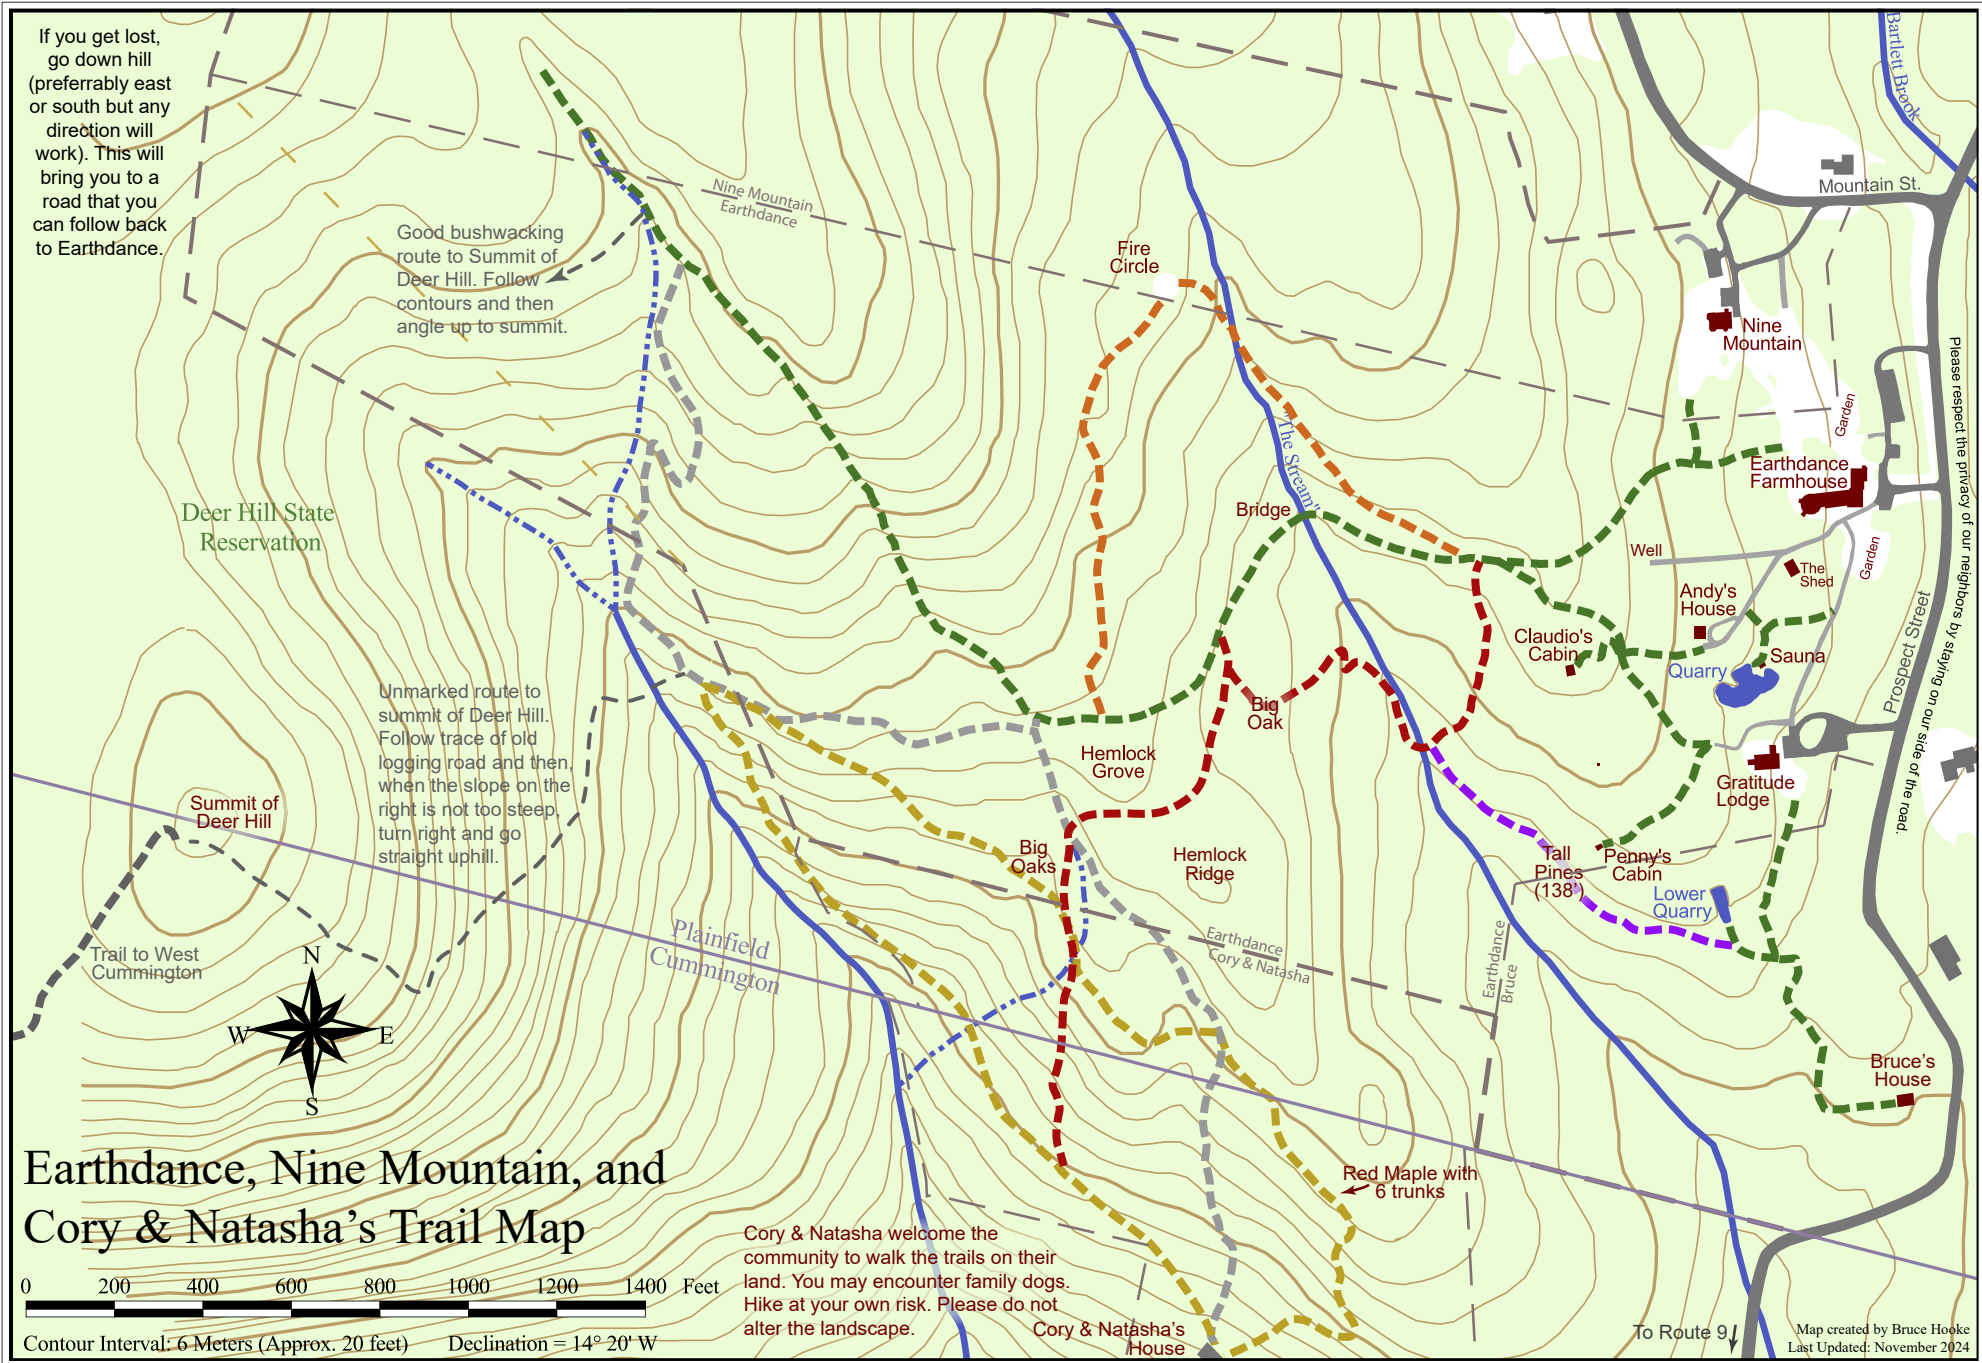 If you get lost,
go down hill
(preferrably east
or south but any
direction will
work). This will
bring you to a
road that you
can follow back
to Earthdance.
Good bushwacking
route to Summit of
Deer Hill. Follow
contours and then
angle up to summit.
Nine Mountain
Earthdance
Fire
Circle
Bartlett Brook
Mountain St.
Nine
Mountain
Garden
Earthdance
Farmhouse
"The Stream"
Bridge
Well
The
Shed
Garden
Andy's
House
Claudio's
Cabin
Quarry
Sauna
Prospect Street
Please respect the privacy of our neighbors by staying on our side of the road.
Deer Hill State
Reservation
Unmarked route to
summit of Deer Hill.
Follow trace of old
logging road and then,
when the slope on the
right is not too steep,
turn right and go
straight uphill.
Big
Oak
Hemlock
Grove
Gratitude
Lodge
Summit of
Deer Hill
Big
Oaks
Hemlock
Ridge
Tall
Pines
(138')
Penny's
Cabin
Lower
Quarry
Trail to West
Cummington
Plainfield
Cummington
Earthdance
Cory & Natasha
Earthdance
Bruce
N
W
E
S
Bruce's
House
Red Maple with
6 trunks
Earthdance, Nine Mountain, and
Cory & Natasha's Trail Map
0 200 400 600 800 1000 1200 1400 Feet
Contour Interval: 6 Meters (Approx. 20 feet) Declination = 14° 20' W
Cory & Natasha welcome the
community to walk the trails on their
land. You may encounter family dogs.
Hike at your own risk. Please do not
alter the landscape.
Cory & Natasha's
House
To Route 9
Map created by Bruce Hooke
Last Updated: November 2024